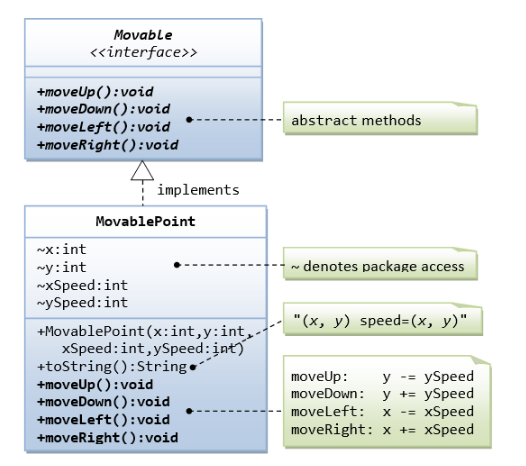 Movable
<<interface>>
+moveUp():void
+moveDown():void
+moveLeft():void
+moveRight():void
abstract methods
implements
MovablePoint
~x:int
~y:int
~xSpeed:int
~ySpeed:int
~ denotes package access
+MovablePoint(x:int,y:int,
xSpeed:int,ySpeed:int)
+toString():String
+moveUp():void
+moveDown():void
+moveLeft():void
+moveRight():void
"(x, y) speed=(x, y)"
moveUp: y -= ySpeed
moveDown: y += ySpeed
moveLeft: x -= xSpeed
moveRight: x += xSpeed